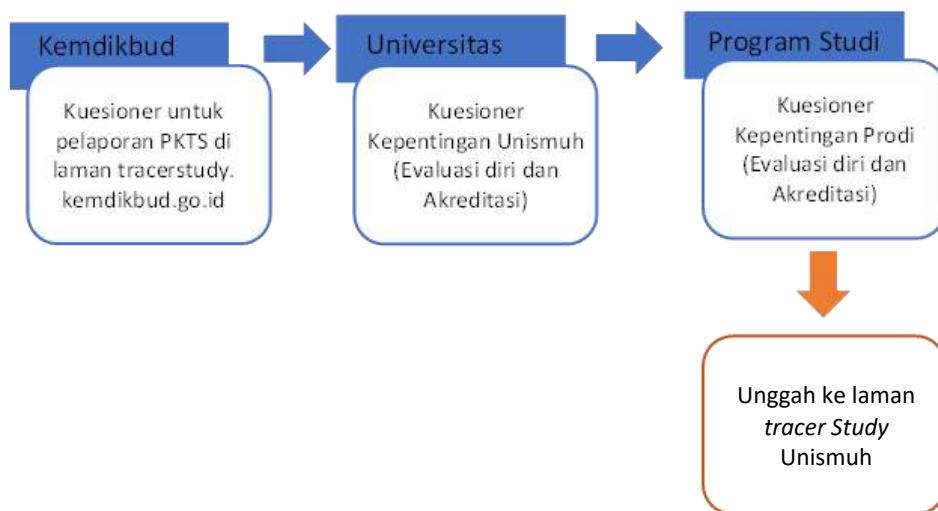 Kemdikbud
Kuesioner untuk
pelaporan PKTS di
laman tracerstudy.
kemdikbud.go.id
Universitas
Kuesioner
Kepentingan Unismuh
(Evaluasi diri dan
Akreditasi)
Program Studi
Kuesioner
Kepentingan Prodi
(Evaluasi diri dan
Akreditasi)
Unggah ke laman
tracer Study
Unismuh